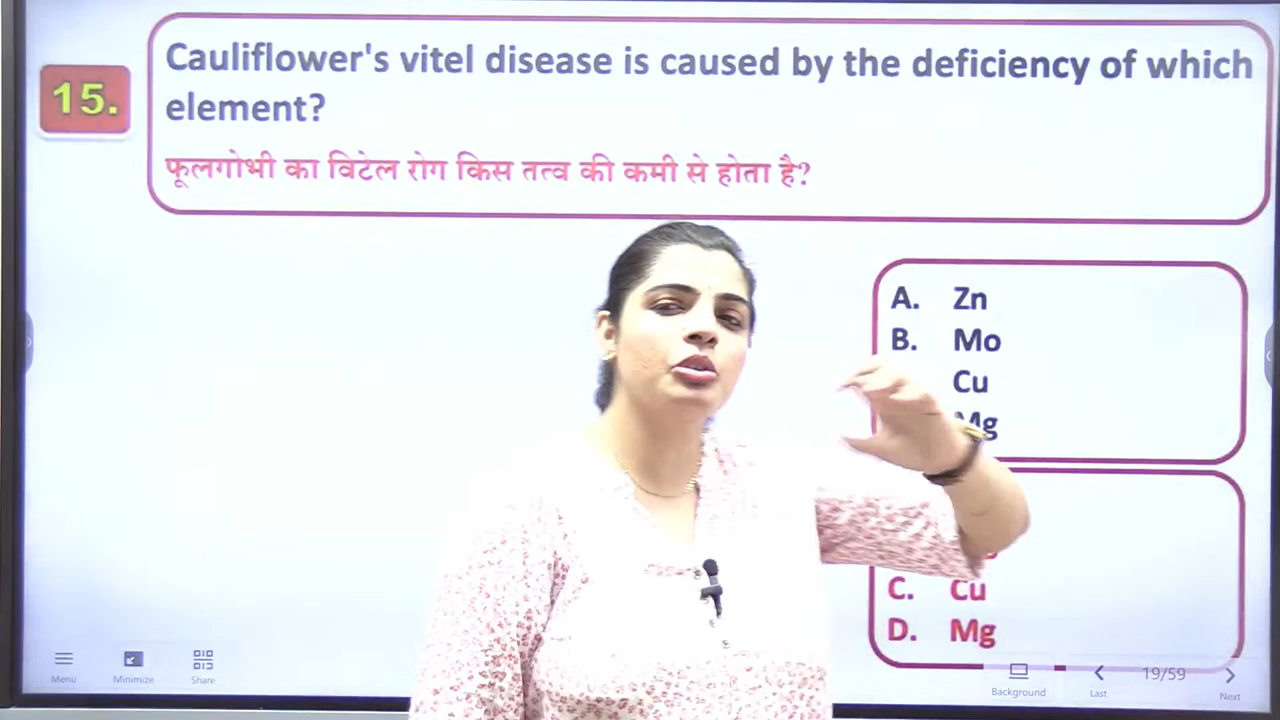 15.
Cauliflower's vitel disease is caused by the deficiency of which
element?
फूलगोभी का विटेल रोग किस तत्व की कमी से होता है?
A. Zn
B. Mo
Cu
Mg
C. Cu
D. Mg
Menu
Minimize
Share
Background
Last
19/59
Next